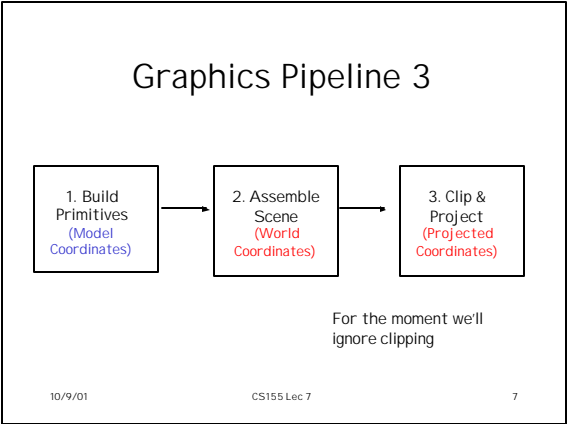 Graphics Pipeline 3
1. Build
Primitives
(Model
Coordinates)
2. Assemble
Scene
(World
Coordinates)
3. Clip &
Project
(Projected
Coordinates)
For the moment we'll
ignore clipping
10/9/01
CS155 Lec 7
7